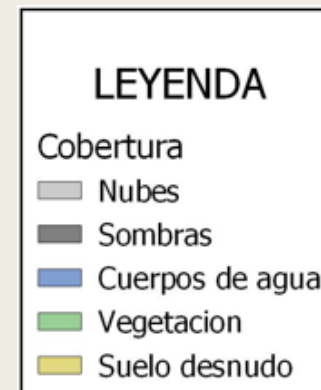 LEYENDA
Cobertura
Nubes
Sombras
Cuerpos de agua
Vegetacion
Suelo desnudo